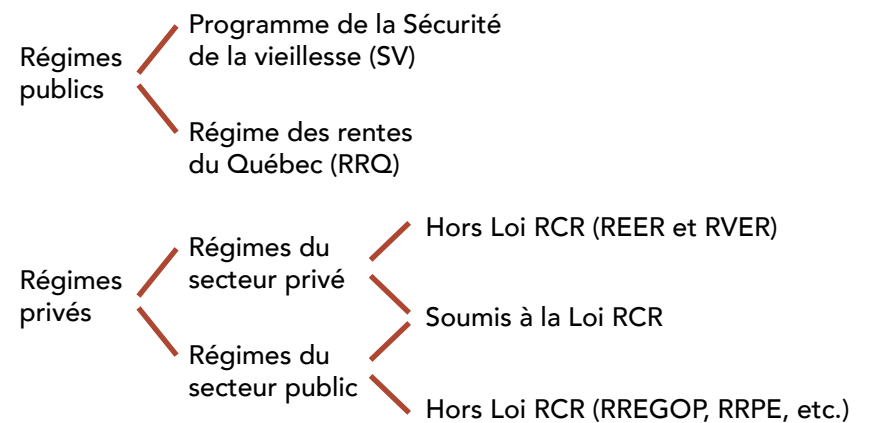 Régimes
publics
Programme de la Sécurité
de la vieillesse (SV)
Régime des rentes
du Québec (RRQ)
Régimes
privés
Régimes du
secteur privé
Régimes du
secteur public
Hors Loi RCR (REER et RVER)
Soumis à la Loi RCR
Hors Loi RCR (RREGOP, RRPE, etc.)